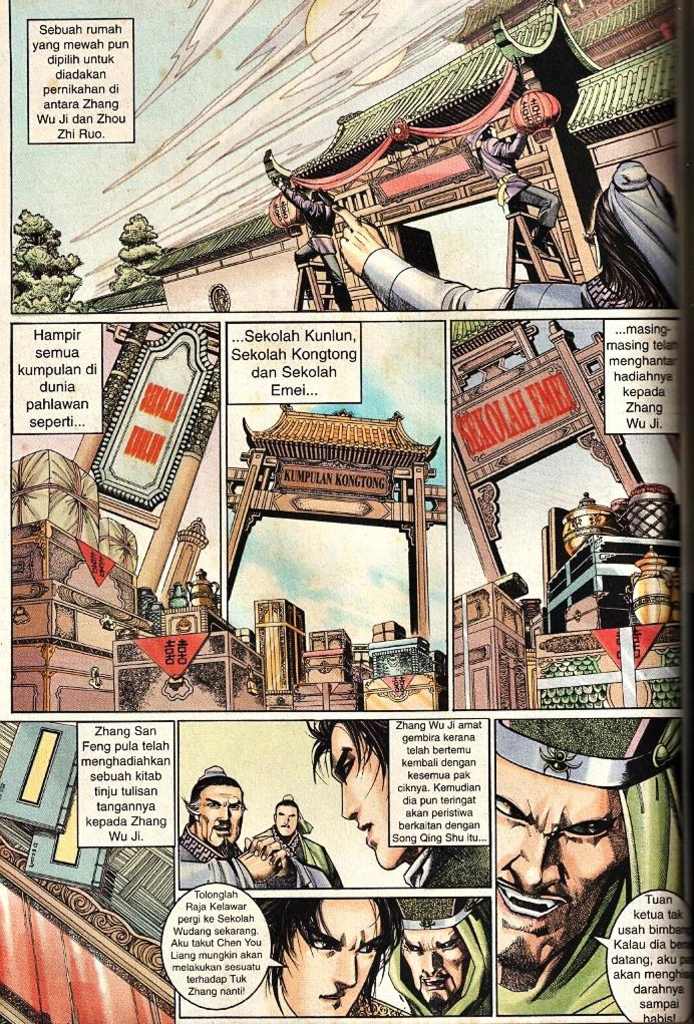 Sebuah rumah
yang mewah pun
dipilih untuk
diadakan
pernikahan di
antara Zhang
Wu Ji dan Zhou
Zhi Ruo.
HOHO
Hampir
semua
kumpulan di
dunia
pahlawan
seperti...
...Sekolah Kunlun,
Sekolah Kongtong
dan Sekolah
Emei...
KUMPULAN KONGTONG
...masing-
masing telah
menghantar
hadiahnya
kepada
Zhang
Wu Ji.
SEKOLAH EMEI
HOHO
HOHO
Zhang San
Feng pula telah
menghadiahkan
sebuah kitab
tinju tulisan
tangannya
kepada Zhang
Wu Ji.
Zhang Wu Ji amat
gembira kerana
telah bertemu
kembali dengan
kesemua pak
ciknya. Kemudian
dia pun teringat
akan peristiwa
berkaitan dengan
Song Qing Shu itu...
Tolonglah
Raja Kelawar
pergi ke Sekolah
Wudang sekarang.
Aku takut Chen You
Liang mungkin akan
melakukan sesuatu
terhadap Tuk
Zhang nanti!
Tuan
ketua tak
usah
Kalau dia
datang, aku
akan
darahnya
sampai
habis!